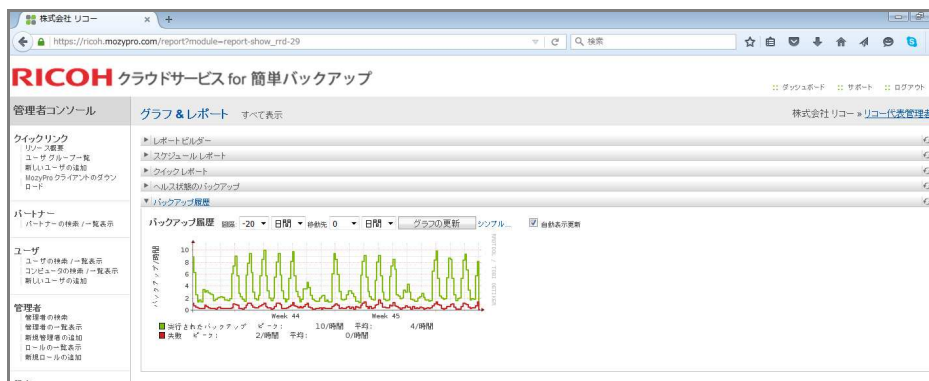 株式会社 リコー × +
https://ricoh.mozypro.com/report?module=report-show_rrd-29
検索
RICOH クラウドサービス for 簡単バックアップ
:: ダッシュボード :: サポート :: ログアウト
管理者コンソール
グラフ & レポート すべて表示
株式会社 リコー » リコー代表管理者
クイックリンク
リソース概要
ユーザグループ一覧
新しいユーザの追加
MozyPro クライアントのダウンロード
パートナー
パートナーの検索 / 一覧表示
ユーザ
ユーザの検索 / 一覧表示
コンピュータの検索 / 一覧表示
新しいユーザの追加
管理者
管理者の検索
管理者の一覧表示
新規管理者の追加
ロールの一覧表示
新規ロールの追加
レポートビルダー
スケジュールレポート
クイックレポート
ヘルス状態のバックアップ
バックアップ履歴
バックアップ履歴 -20 日間 移動先 0 日間 グラフの更新 シンプル... 自動表示更新
バックアップ/時間
10
8
6
4
2
0
Week 44 Week 45
RRDTOOL / TOBI OETIKER
実行されたバックアップ ピーク: 10/時間 平均: 4/時間
失敗 ピーク: 2/時間 平均: 0/時間